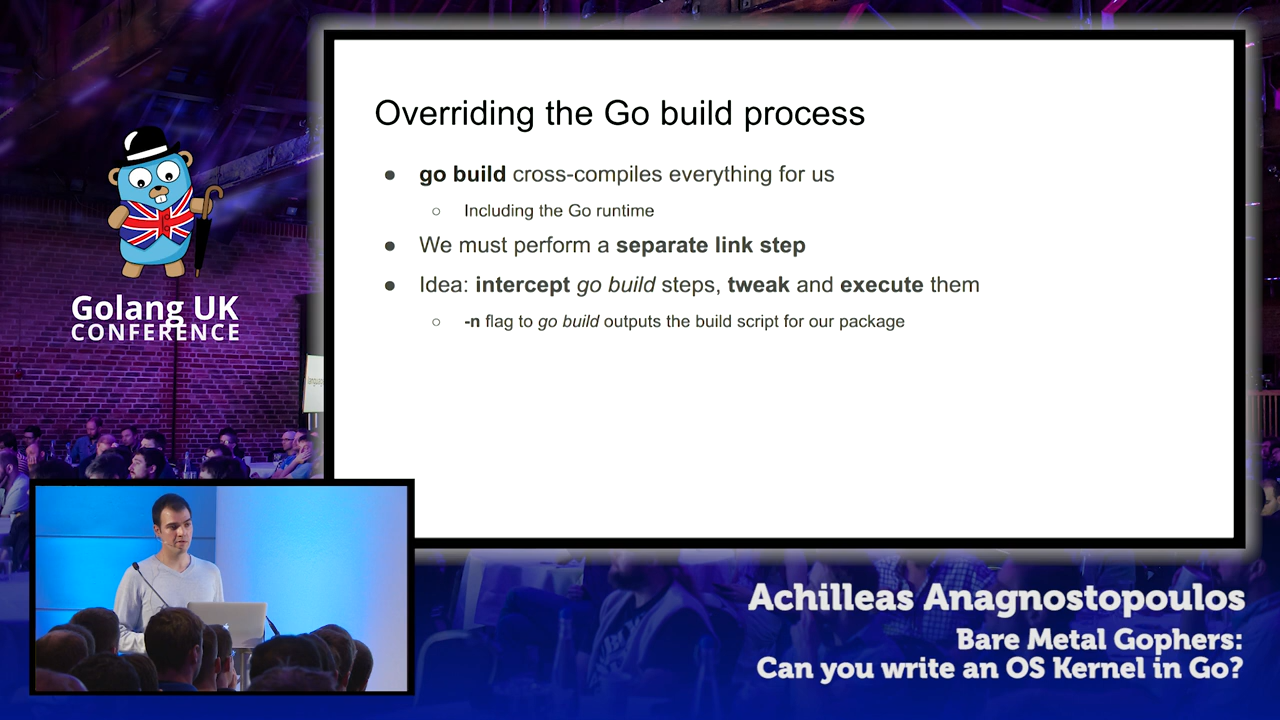 Overriding the Go build process
● go build cross-compiles everything for us
○ Including the Go runtime
● We must perform a separate link step
● Idea: intercept go build steps, tweak and execute them
○ -n flag to go build outputs the build script for our package
Golang UK
CONFERENCE
Achilleas Anagnostopoulos
Bare Metal Gophers:
Can you write an OS Kernel in Go?